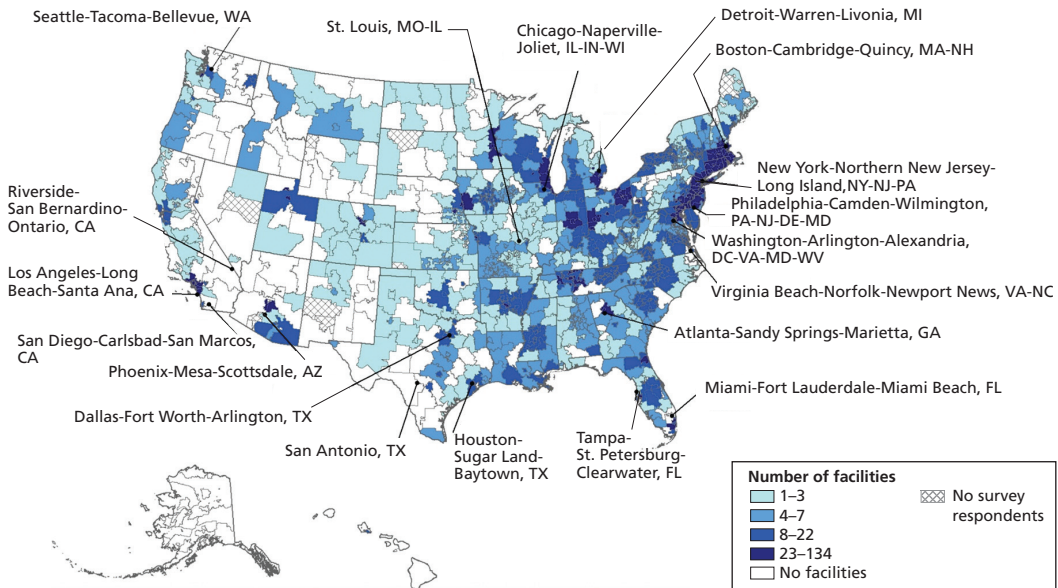 Seattle-Tacoma-Bellevue, WA
St. Louis, MO-IL
Chicago-Naperville-
Joliet, IL-IN-WI
Detroit-Warren-Livonia, MI
Boston-Cambridge-Quincy, MA-NH
New York-Northern New Jersey-
Long Island,NY-NJ-PA
Philadelphia-Camden-Wilmington,
PA-NJ-DE-MD
Washington-Arlington-Alexandria,
DC-VA-MD-WV
Virginia Beach-Norfolk-Newport News, VA-NC
Atlanta-Sandy Springs-Marietta, GA
Miami-Fort Lauderdale-Miami Beach, FL
Riverside-
San Bernardino-
Ontario, CA
Los Angeles-Long
Beach-Santa Ana, CA
San Diego-Carlsbad-San Marcos,
CA
Phoenix-Mesa-Scottsdale, AZ
Dallas-Fort Worth-Arlington, TX
San Antonio, TX
Houston-
Sugar Land-
Baytown, TX
Tampa-
St. Petersburg-
Clearwater, FL
Number of facilities
1–3
4–7
8–22
23–134
No facilities
No survey
respondents